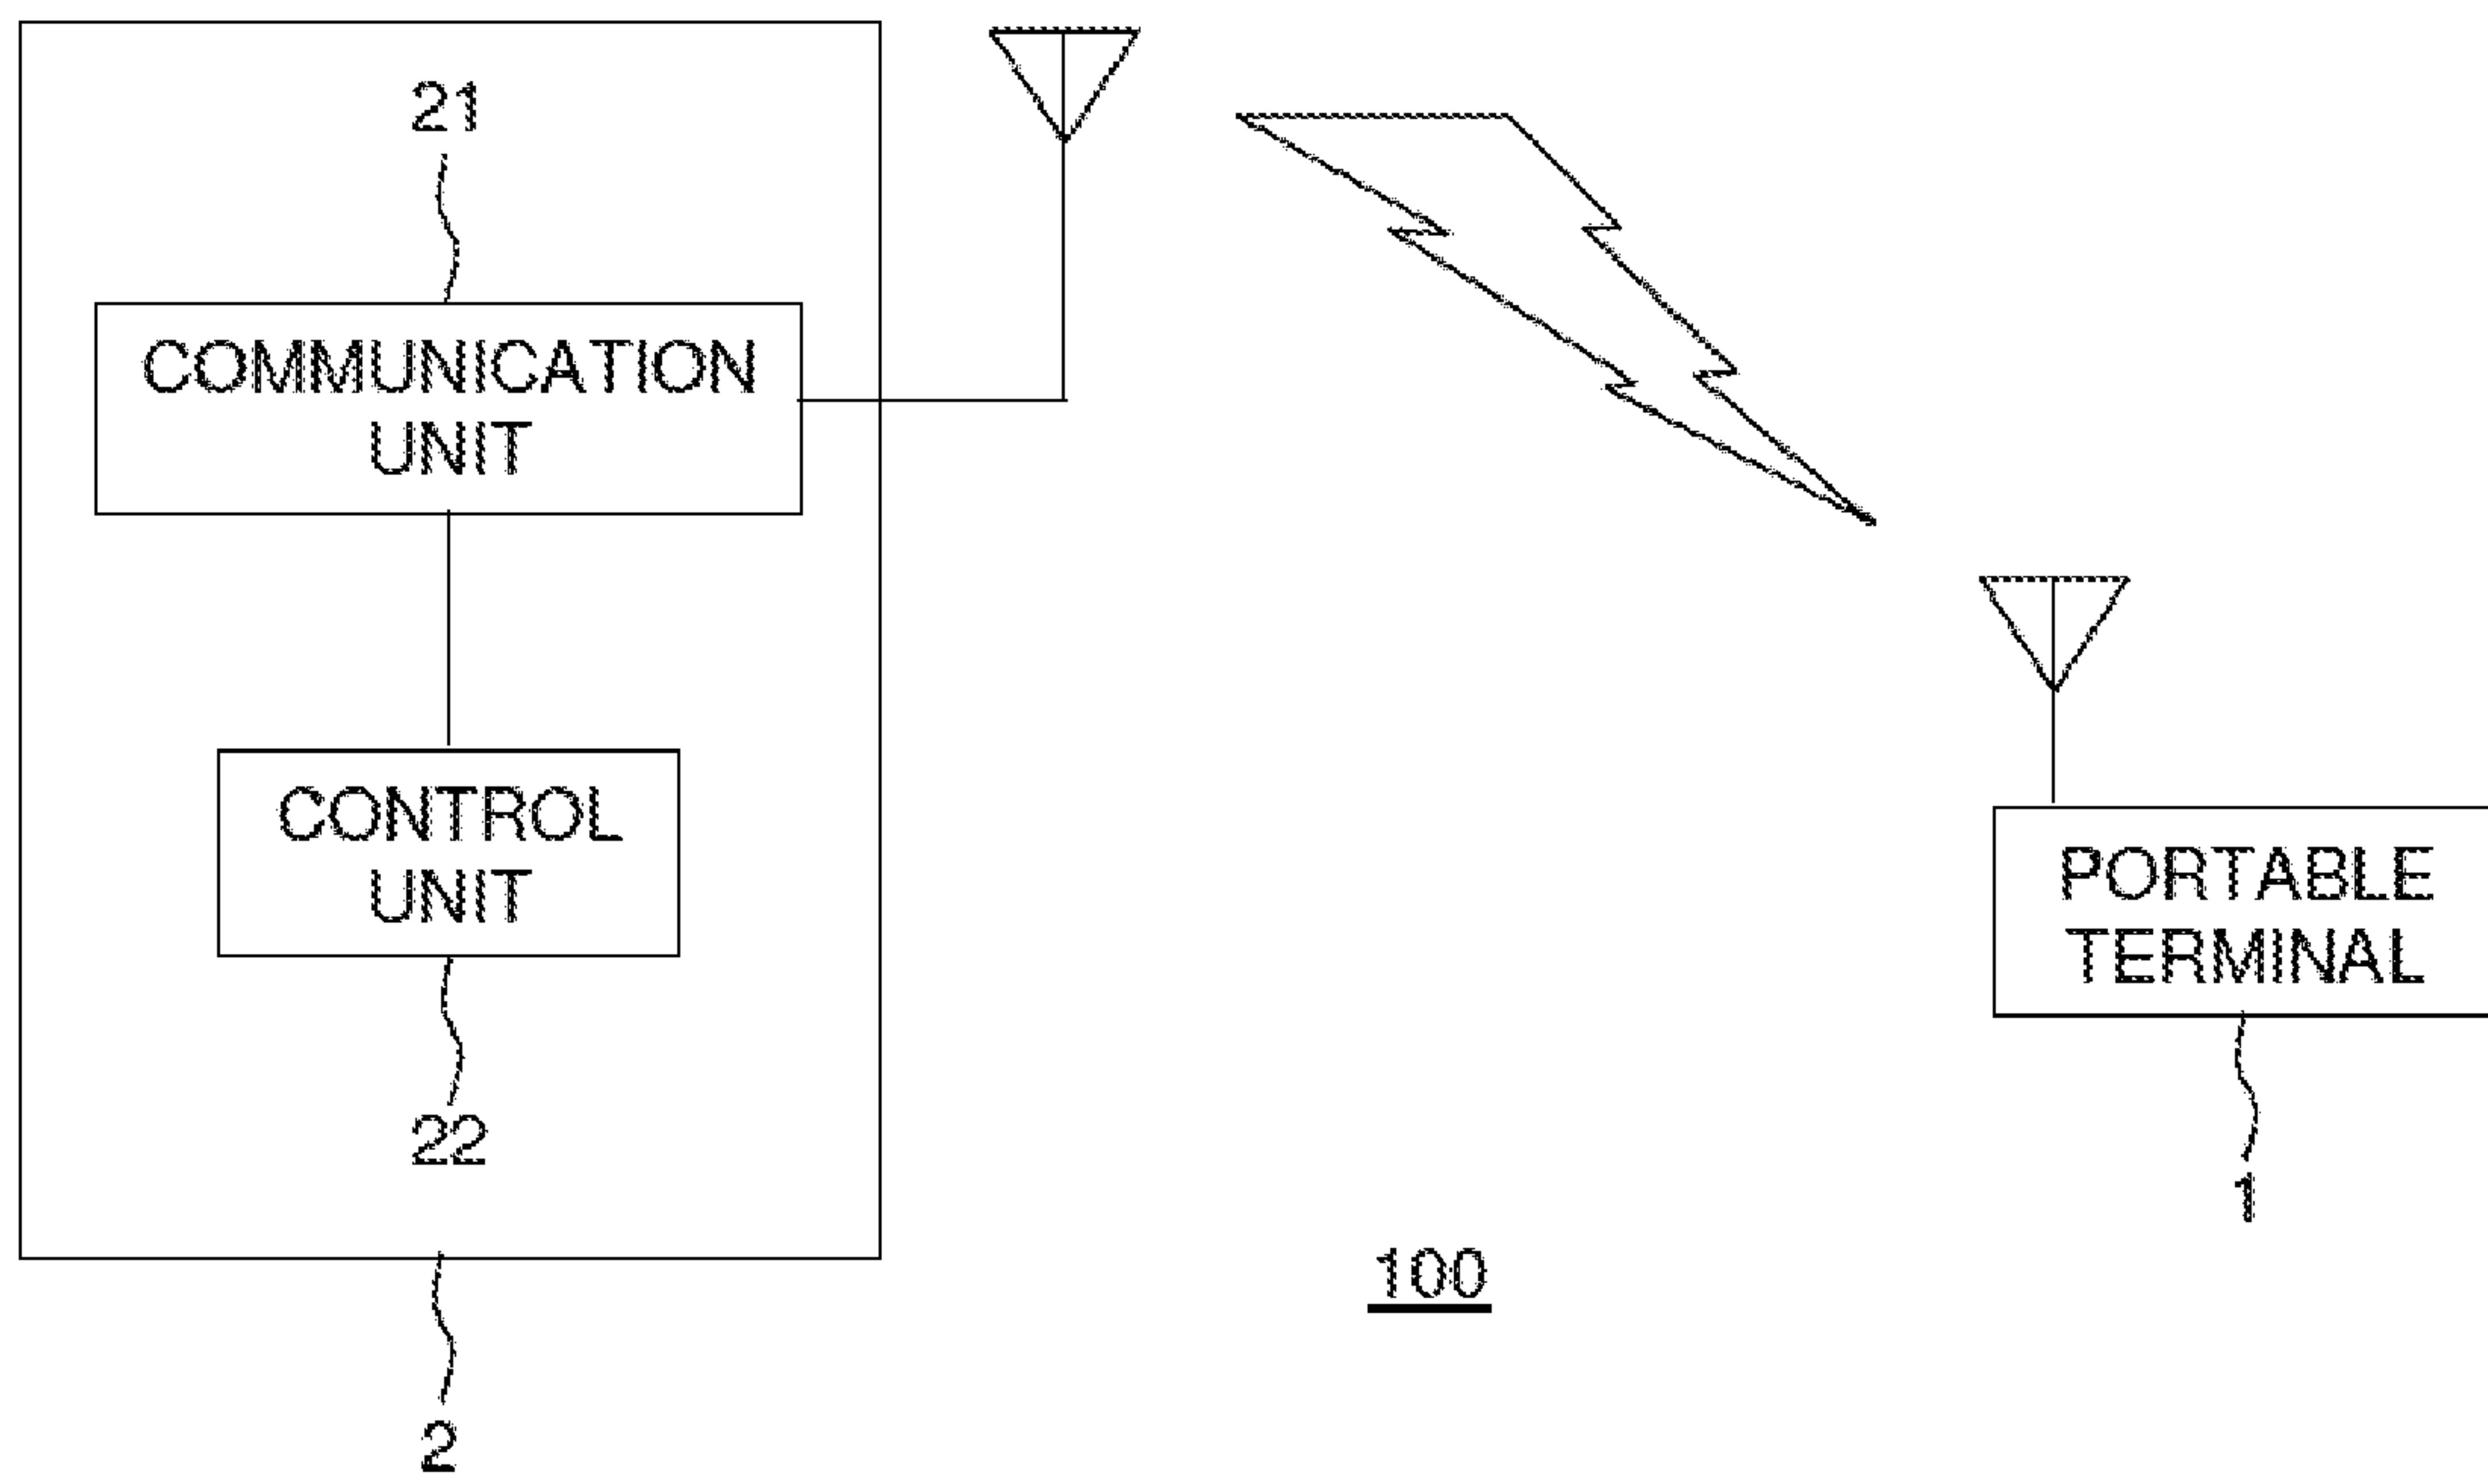 21
COMMUNICATION
UNIT
CONTROL
UNIT
22
2
PORTABLE
TERMINAL
1
100